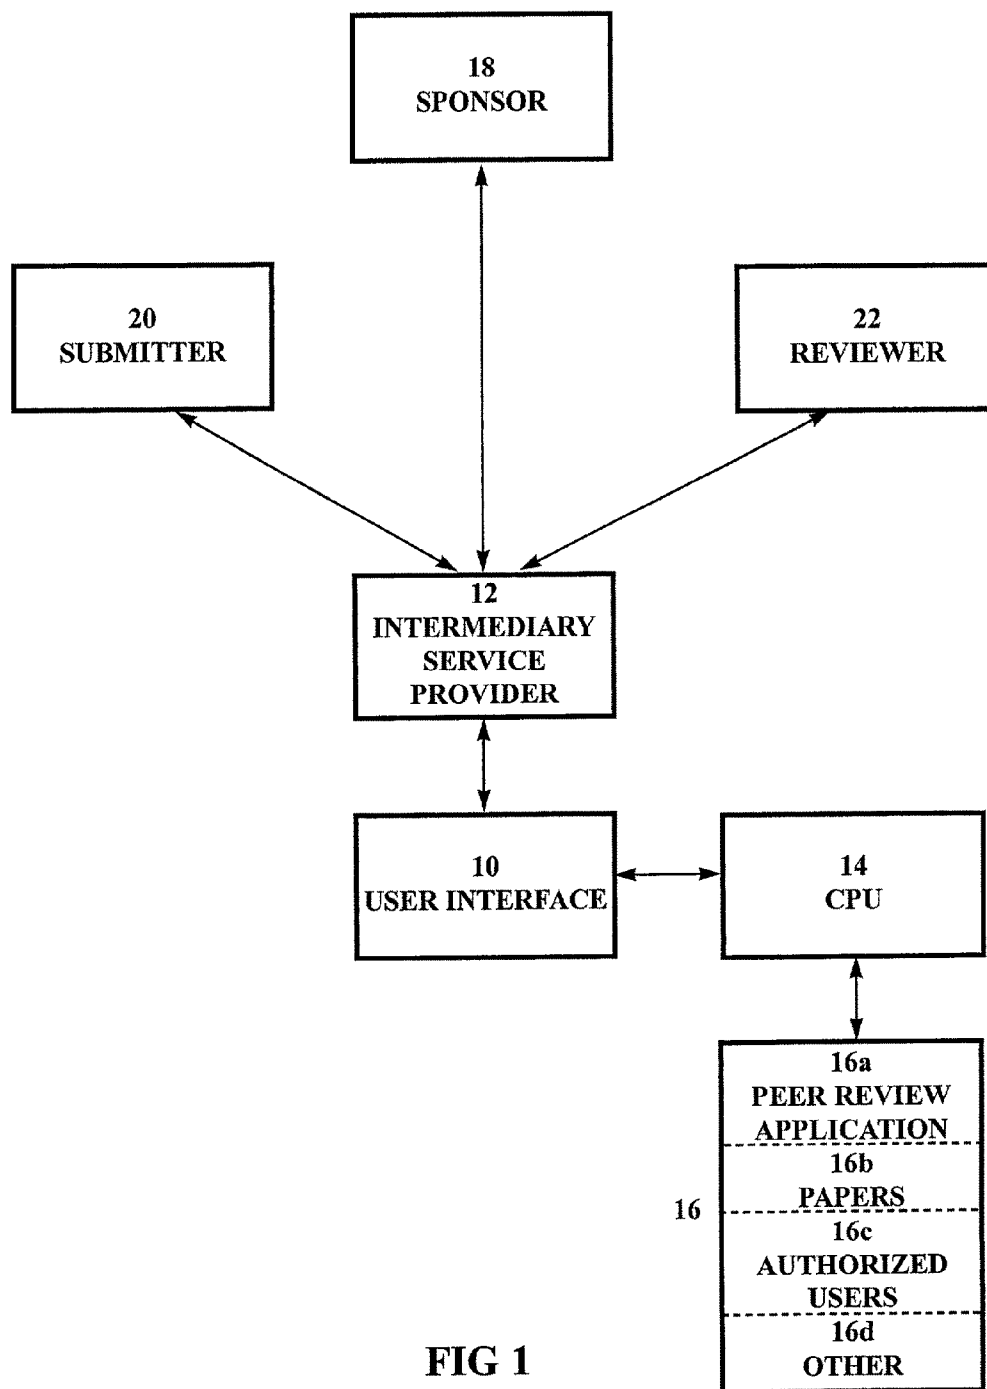 18
SPONSOR
20
SUBMITTER
22
REVIEWER
12
INTERMEDIARY
SERVICE
PROVIDER
10
USER INTERFACE
14
CPU
16
16a
PEER REVIEW
APPLICATION
16b
PAPERS
16c
AUTHORIZED
USERS
16d
OTHER
FIG 1